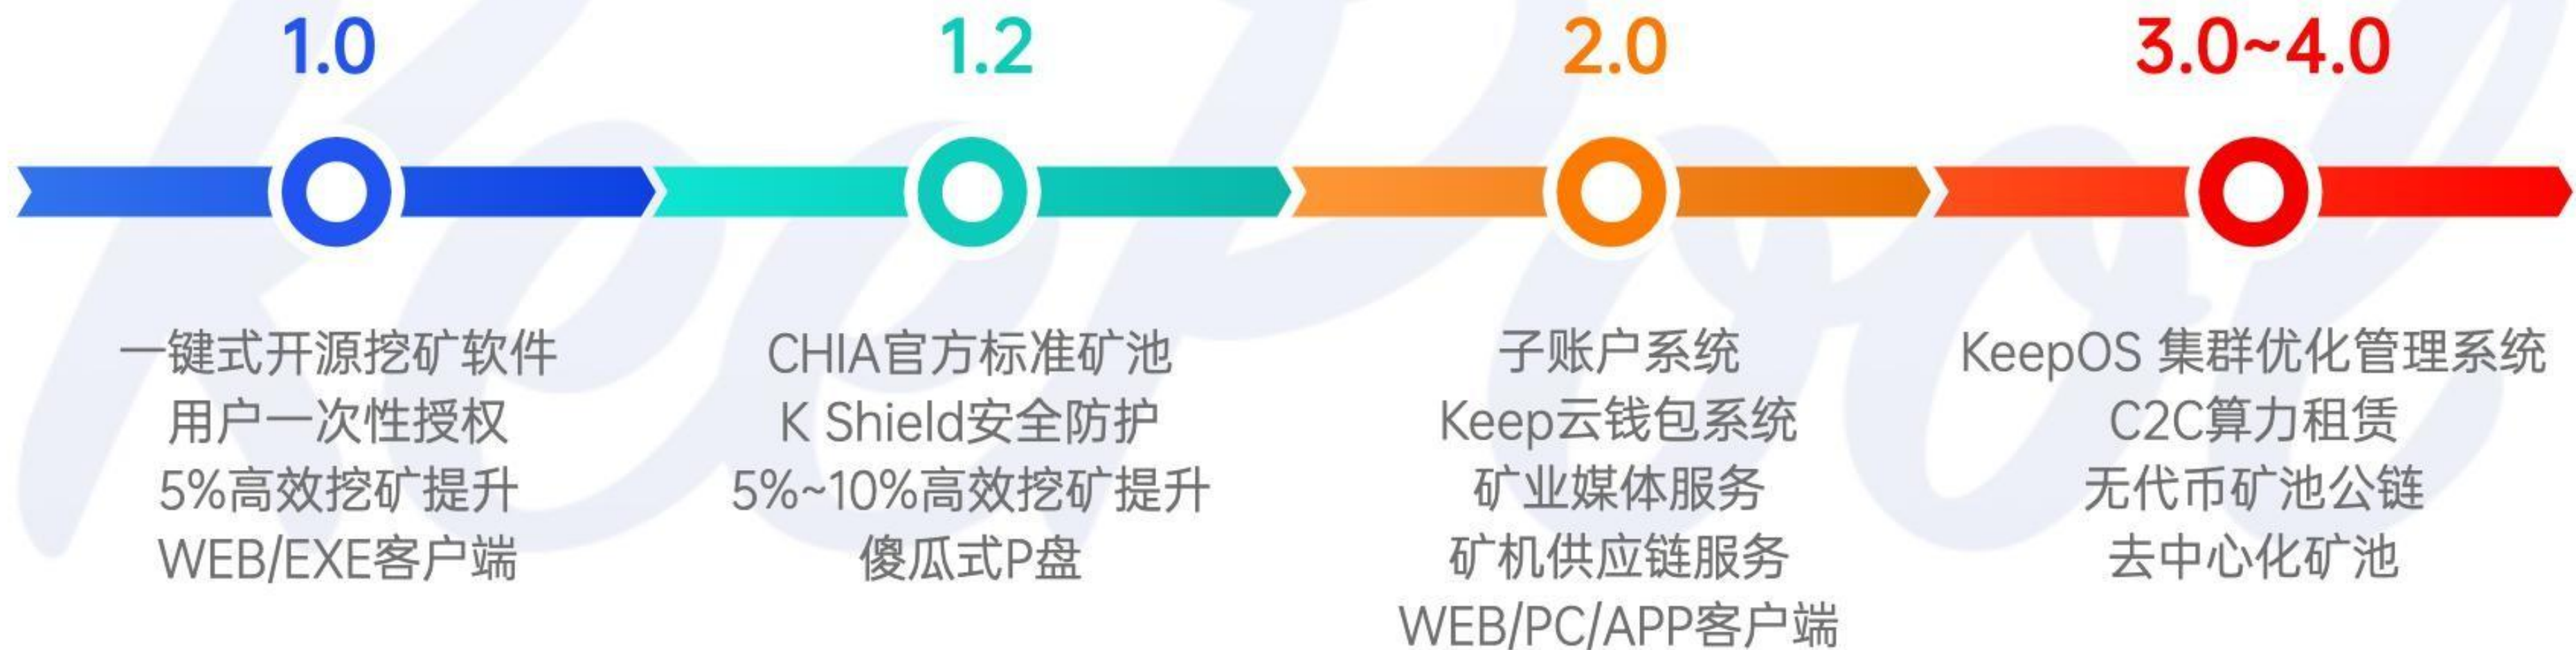 1.0
一键式开源挖矿软件
用户一次性授权
5%高效挖矿提升
WEB/EXE客户端
1.2
CHIA官方标准矿池
K Shield安全防护
5%~10%高效挖矿提升
傻瓜式P盘
2.0
子账户系统
Keep云钱包系统
矿业媒体服务
矿机供应链服务
WEB/PC/APP客户端
3.0~4.0
KeepOS 集群优化管理系统
C2C算力租赁
无代币矿池公链
去中心化矿池
KeePool